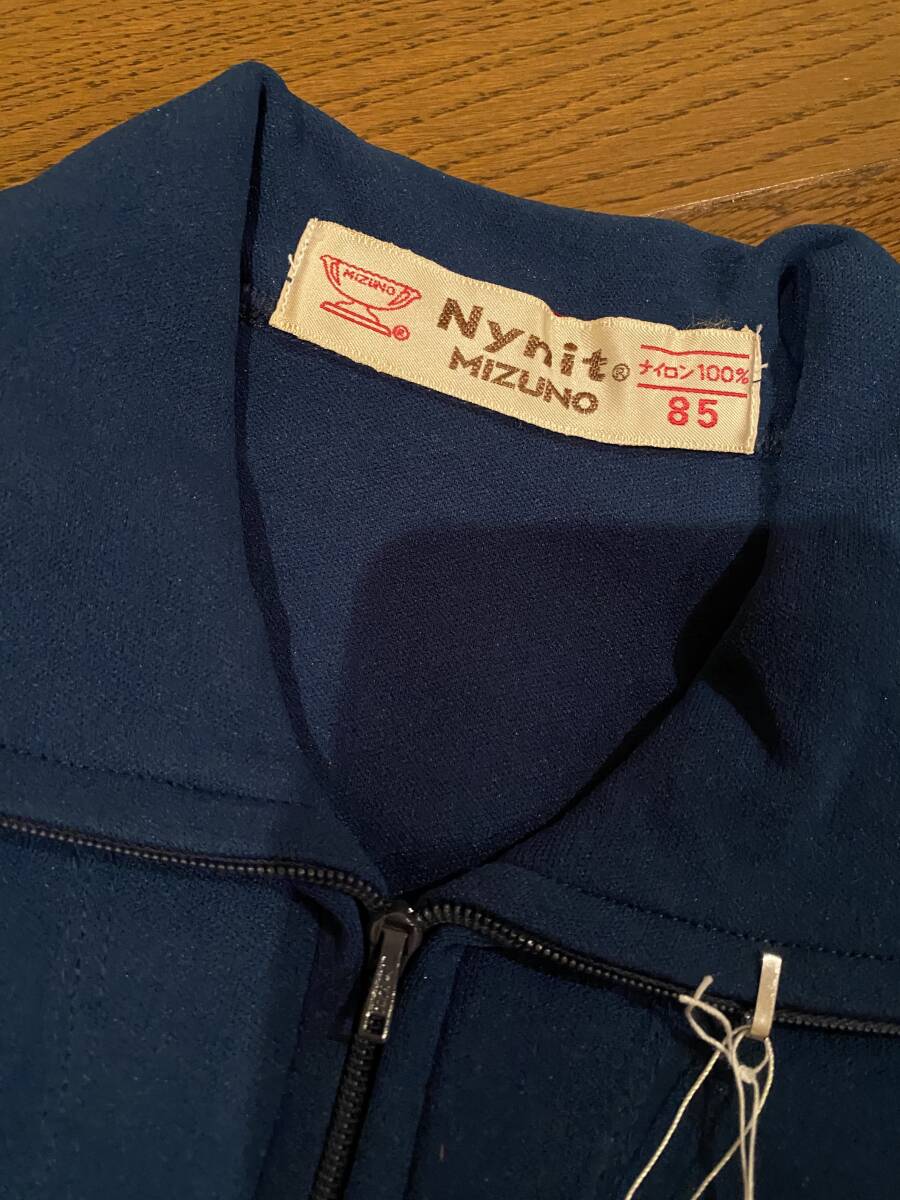 MIZUNO
®
Nynit®
MIZUNO
ナイロン100%
85